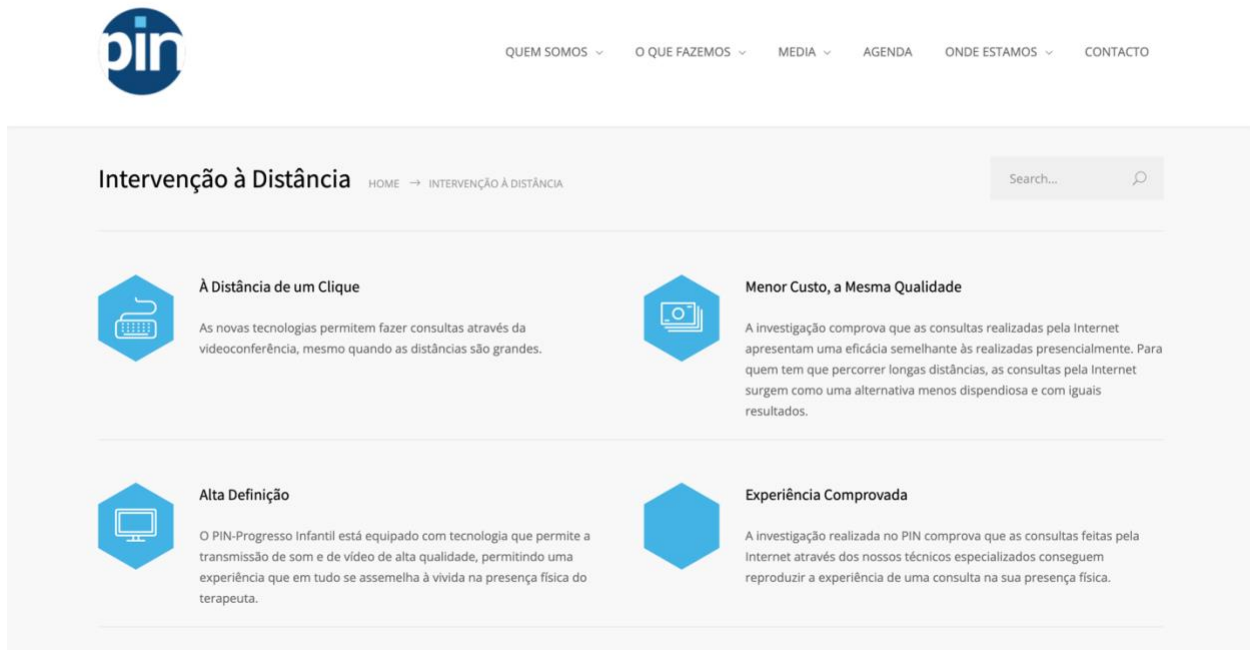 pin
QUEM SOMOS
O QUE FAZEMOS
MEDIA
AGENDA
ONDE ESTAMOS
CONTACTO
Intervenção à Distância
HOME → INTERVENÇÃO À DISTÂNCIA
Search...
À Distância de um Clique
As novas tecnologias permitem fazer consultas através da
videoconferência, mesmo quando as distâncias são grandes.
Menor Custo, a Mesma Qualidade
A investigação comprova que as consultas realizadas pela Internet
apresentam uma eficácia semelhante às realizadas presencialmente. Para
quem tem que percorrer longas distâncias, as consultas pela Internet
surgem como uma alternativa menos dispendiosa e com iguais
resultados.
Alta Definição
O PIN-Progresso Infantil está equipado com tecnologia que permite a
transmissão de som e de vídeo de alta qualidade, permitindo uma
experiência que em tudo se assemelha à vivida na presença física do
terapeuta.
Experiência Comprovada
A investigação realizada no PIN comprova que as consultas feitas pela
Internet através dos nossos técnicos especializados conseguem
reproduzir a experiência de uma consulta na sua presença física.